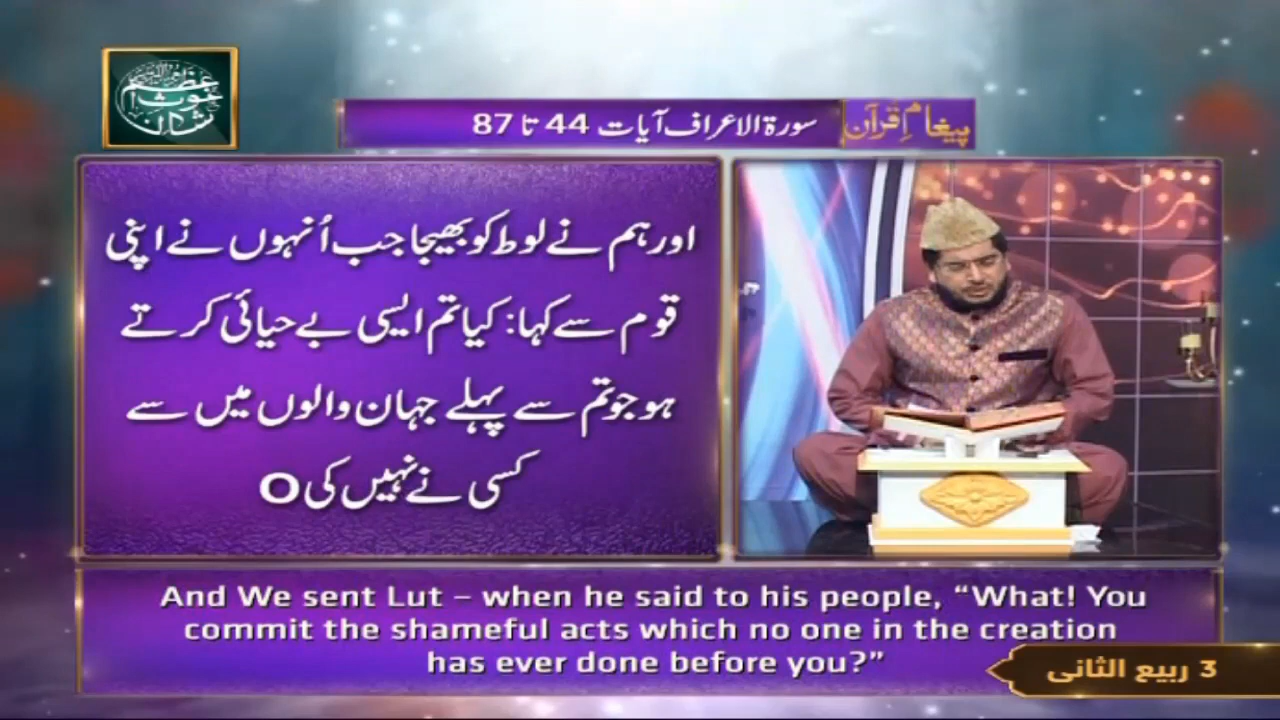 شان غوث اعظم
پیغام قرآن
سورۃ الاعراف آیات 44 تا 87
اور ہم نے لوط کو بھیجا جب اُنہوں نے اپنی
قوم سے کہا: کیا تم ایسی بے حیائی کرتے
ہو جو تم سے پہلے جہان والوں میں سے
کسی نے نہیں کی O
And We sent Lut – when he said to his people, “What! You
commit the shameful acts which no one in the creation
has ever done before you?”
3 ربیع الثانی